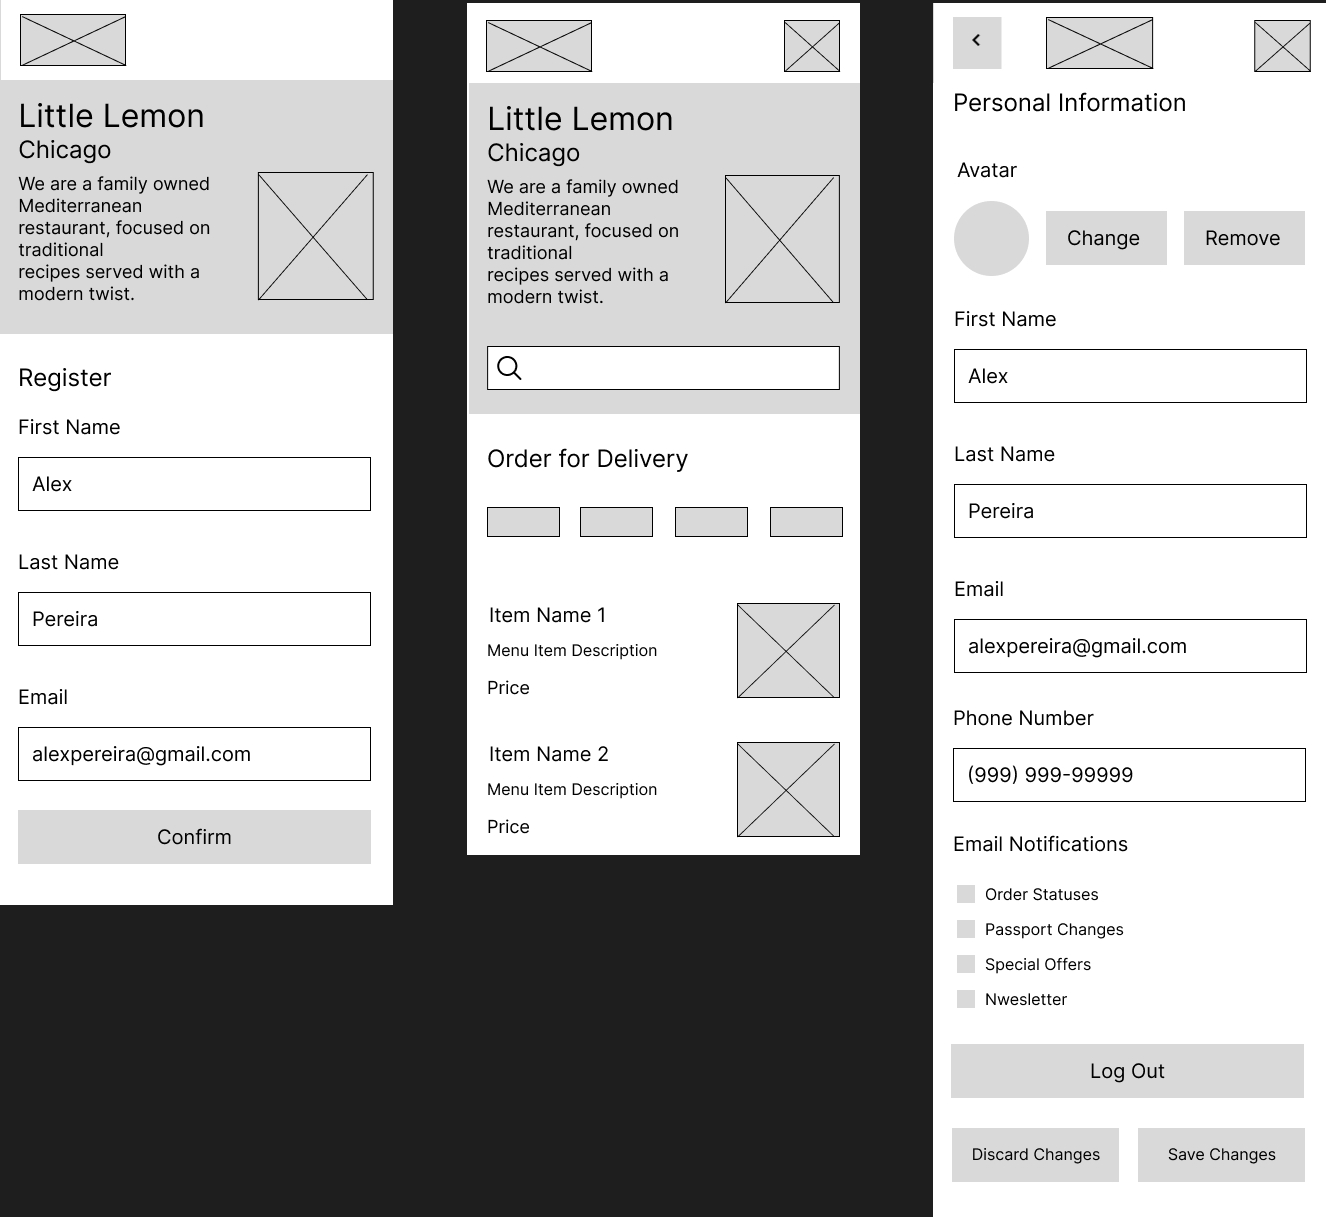 Little Lemon
Chicago
We are a family owned
Mediterranean
restaurant, focused on
traditional
recipes served with a
modern twist.
Register
First Name
Alex
Last Name
Pereira
Email
alexpereira@gmail.com
Confirm
Little Lemon
Chicago
We are a family owned
Mediterranean
restaurant, focused on
traditional
recipes served with a
modern twist.
Order for Delivery
Item Name 1
Menu Item Description
Price
Item Name 2
Menu Item Description
Price
Personal Information
Avatar
Change
Remove
First Name
Alex
Last Name
Pereira
Email
alexpereira@gmail.com
Phone Number
(999) 999-99999
Email Notifications
Order Statuses
Passport Changes
Special Offers
Nwesletter
Log Out
Discard Changes
Save Changes